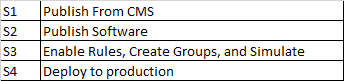 S1 Publish From CMS
S2 Publish Software
S3 Enable Rules, Create Groups, and Simulate
S4 Deploy to production